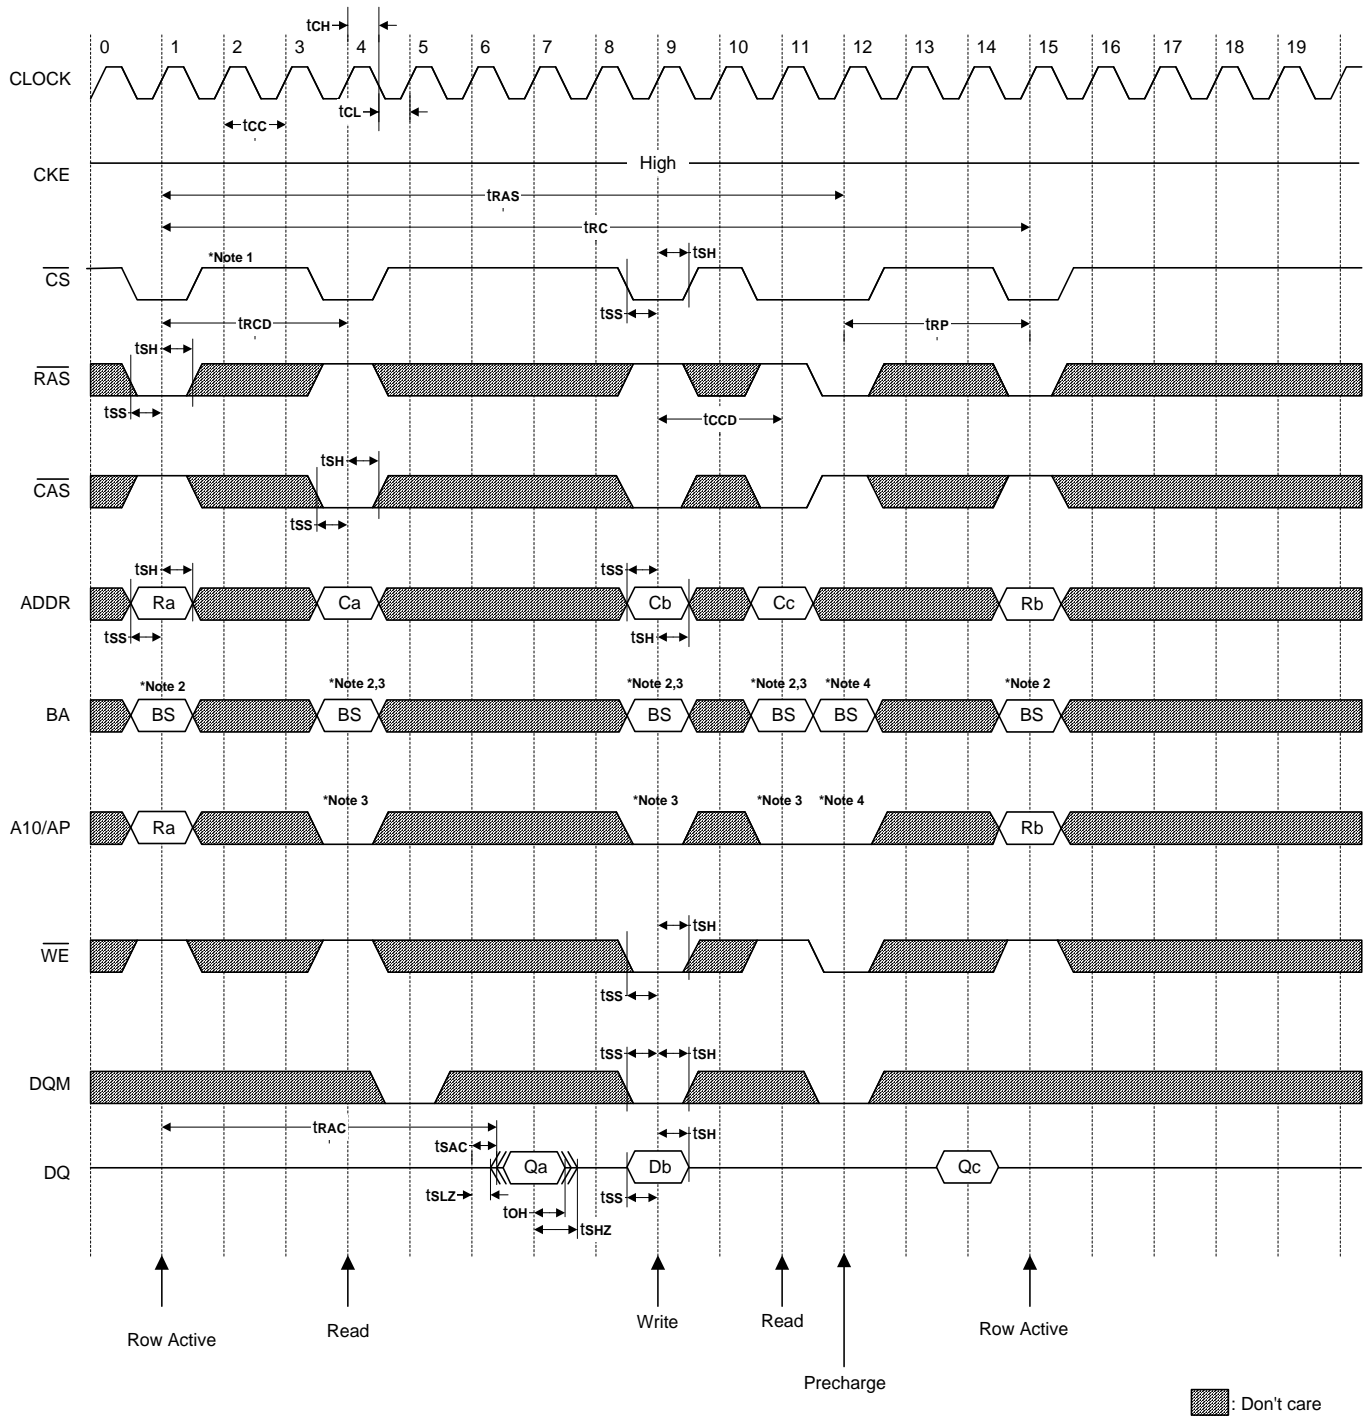 tCH
0 1 2 3 4 5 6 7 8 9 10 11 12 13 14 15 16 17 18 19
CLOCK
tCL
tCC
High
CKE
tRAS
tRC
*Note 1
tSH
CS
tSS
tRCD
tRP
tSH
RAS
tSS
tCCD
tSH
CAS
tSS
tSH
tSS
ADDR Ra Ca Cb Cc Rb
tSS
tSH
*Note 2 *Note 2,3 *Note 2,3 *Note 2,3 *Note 4 *Note 2
BA BS BS BS BS BS BS
*Note 3 *Note 3 *Note 3 *Note 4
A10/AP Ra Rb
tSH
WE
tSS
tSS tSH
DQM
tRAC
tSAC
tSH
DQ Qa Db Qc
tSLZ
tSS
tOH
tSHZ
Row Active
Read
Write
Read
Row Active
Precharge
: Don't care